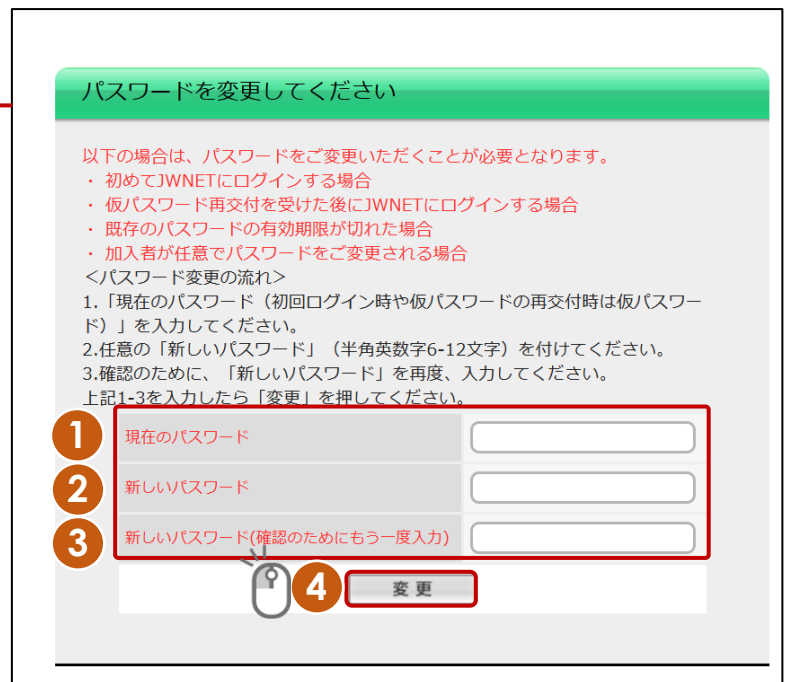 パスワードを変更してください
以下の場合は、パスワードをご変更いただくことが必要となります。
・ 初めてJWNETにログインする場合
・ 仮パスワード再交付を受けた後にJWNETにログインする場合
・ 既存のパスワードの有効期限が切れた場合
・ 加入者が任意でパスワードをご変更される場合
＜パスワード変更の流れ＞
1.「現在のパスワード（初回ログイン時や仮パスワードの再交付時は仮パスワー
ド）」を入力してください。
2.任意の「新しいパスワード」（半角英数字6-12文字）を付けてください。
3.確認のために、「新しいパスワード」を再度、入力してください。
上記1-3を入力したら「変更」を押してください。
1 現在のパスワード
2 新しいパスワード
3 新しいパスワード(確認のためにもう一度入力)
4 変更